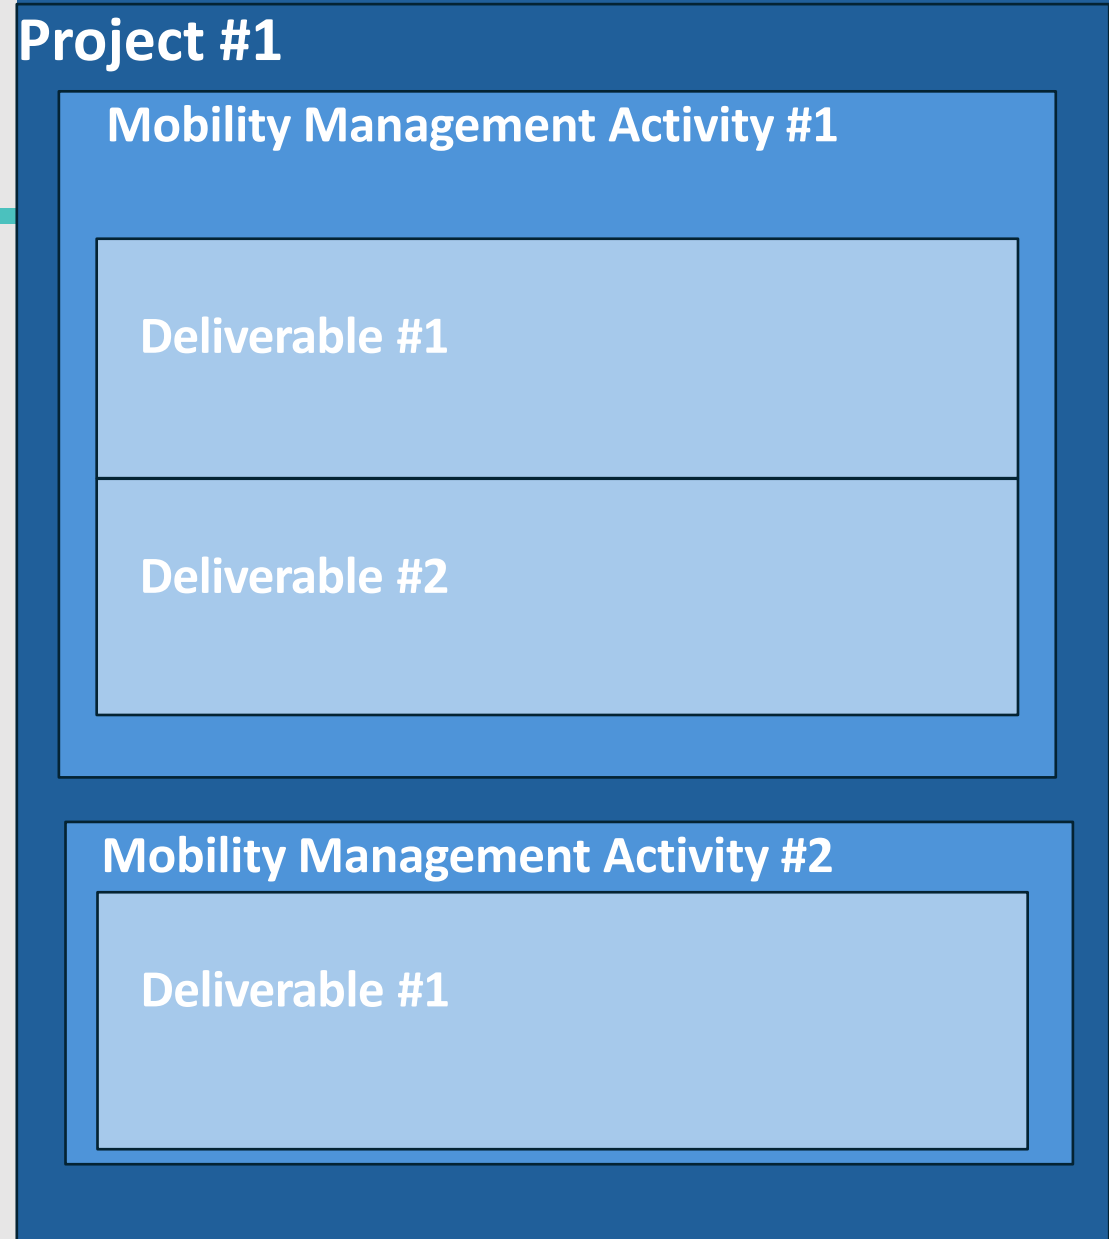 Project #1
Mobility Management Activity #1
Deliverable #1
Deliverable #2
Mobility Management Activity #2
Deliverable #1